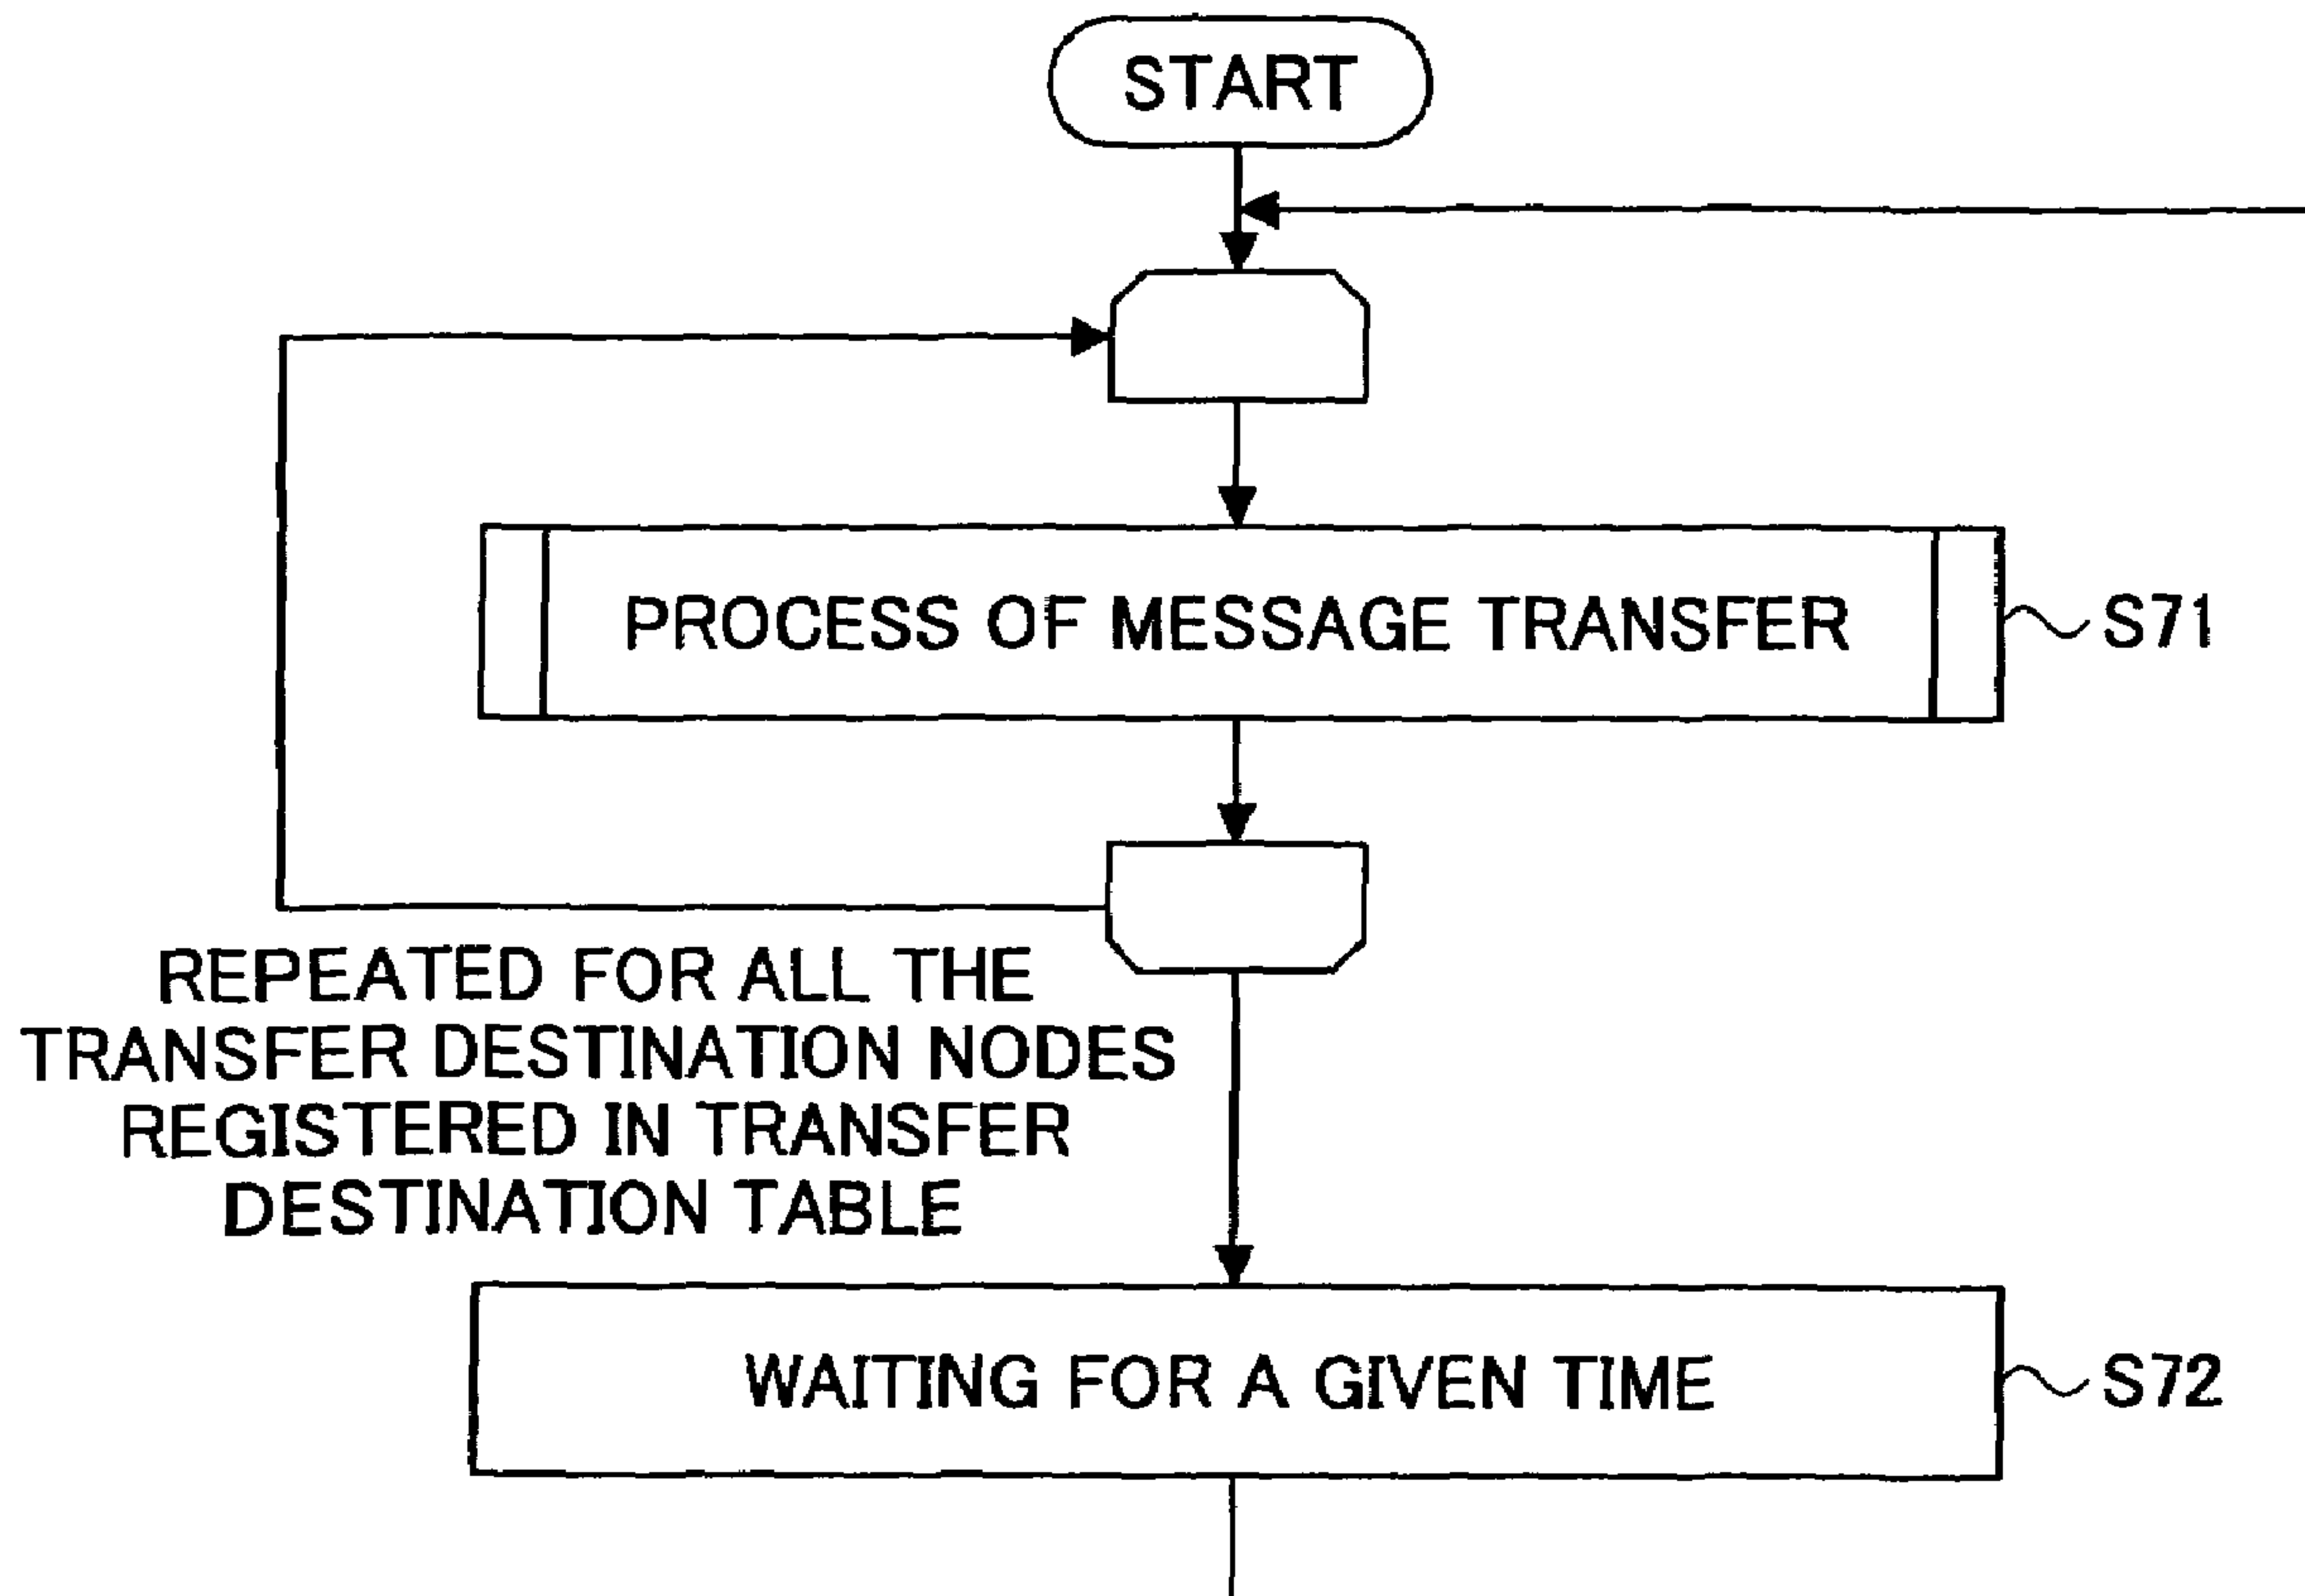 START
PROCESS OF MESSAGE TRANSFER
S71
REPEATED FOR ALL THE
TRANSFER DESTINATION NODES
REGISTERED IN TRANSFER
DESTINATION TABLE
WAITING FOR A GIVEN TIME
S72